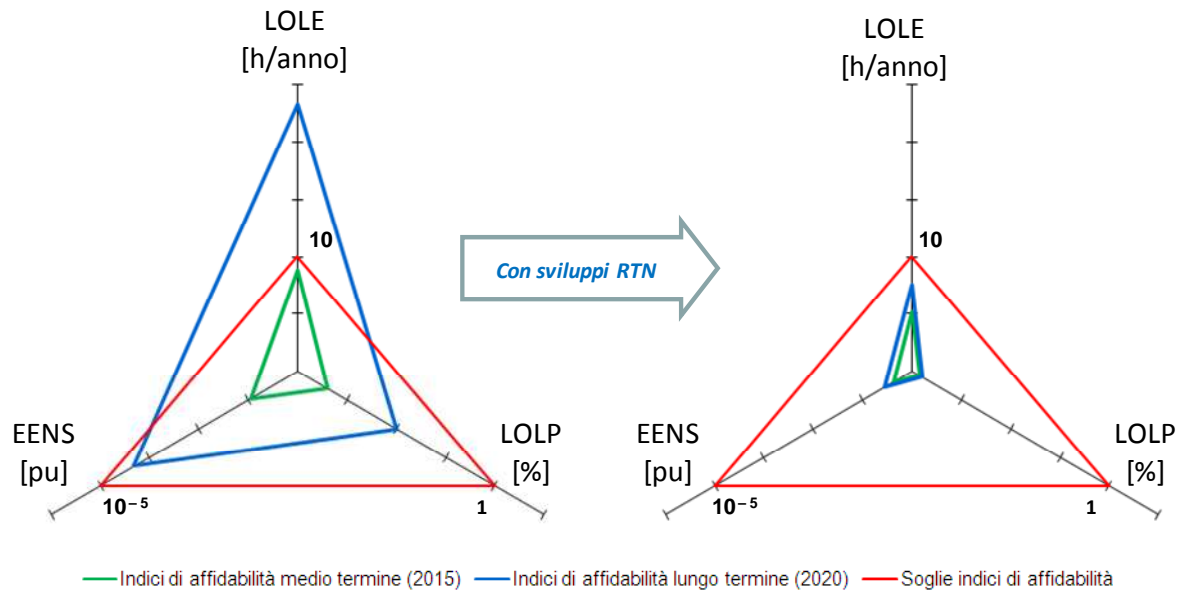 LOLE
[h/anno]
10
EENS
[pu]
10⁻⁵
LOLP
[%]
1
Con sviluppi RTN
LOLE
[h/anno]
10
EENS
[pu]
10⁻⁵
LOLP
[%]
1
Indici di affidabilità medio termine (2015)
Indici di affidabilità lungo termine (2020)
Soglie indici di affidabilità